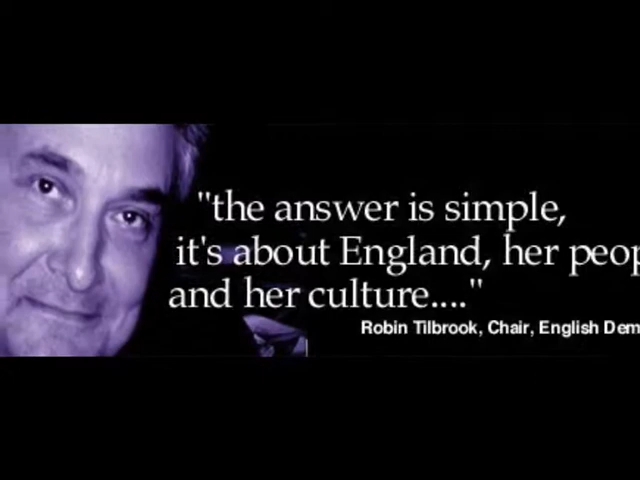 "the answer is simple,
it's about England, her peop
and her culture...."
Robin Tilbrook, Chair, English Dem